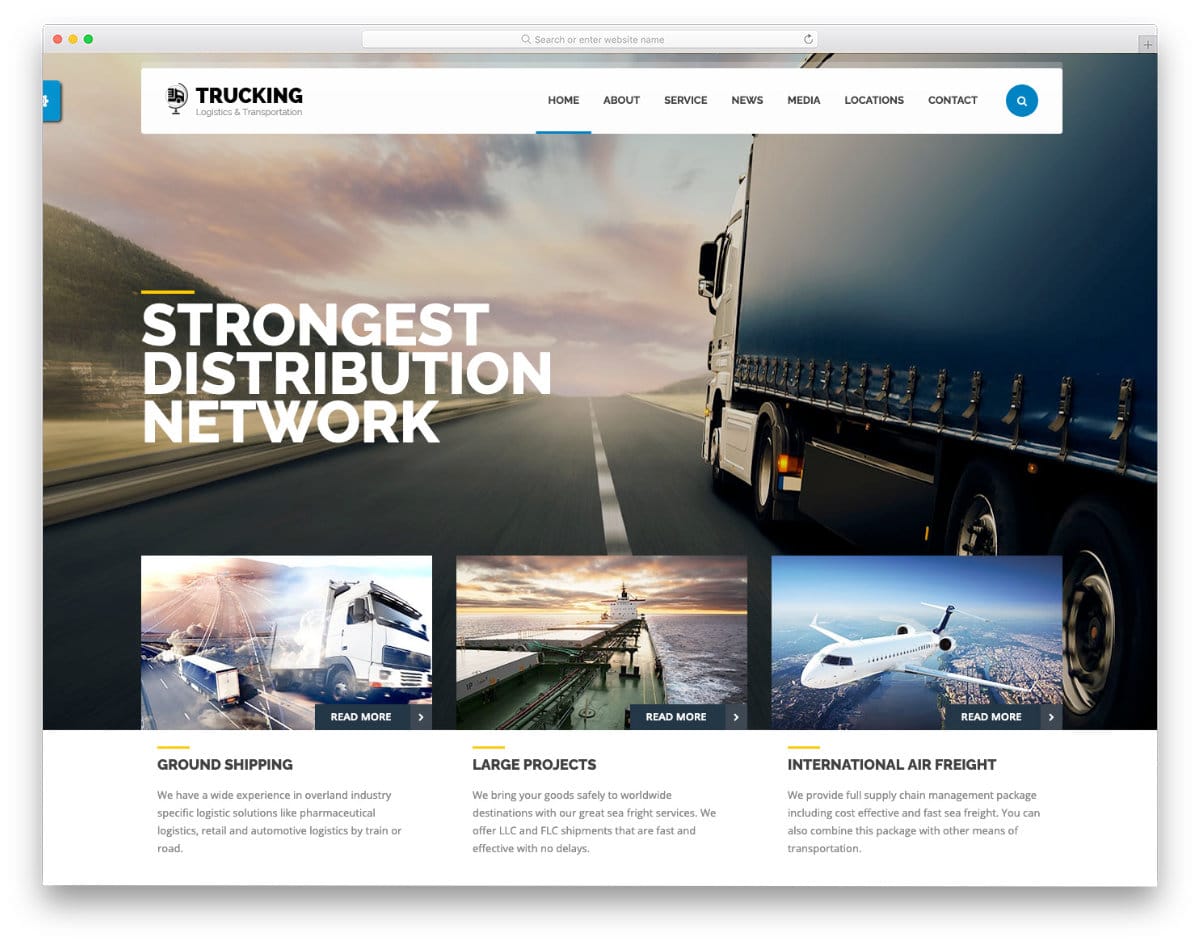 Search or enter website name
TRUCKING
Logistics & Transportation
HOME ABOUT SERVICE NEWS MEDIA LOCATIONS CONTACT
STRONGEST
DISTRIBUTION
NETWORK
READ MORE
READ MORE
READ MORE
GROUND SHIPPING
We have a wide experience in overland industry
specific logistic solutions like pharmaceutical
logistics, retail and automotive logistics by train or
road.
LARGE PROJECTS
We bring your goods safely to worldwide
destinations with our great sea fright services. We
offer LLC and FLC shipments that are fast and
effective with no delays.
INTERNATIONAL AIR FREIGHT
We provide full supply chain management package
including cost effective and fast sea freight. You can
also combine this package with other means of
transportation.